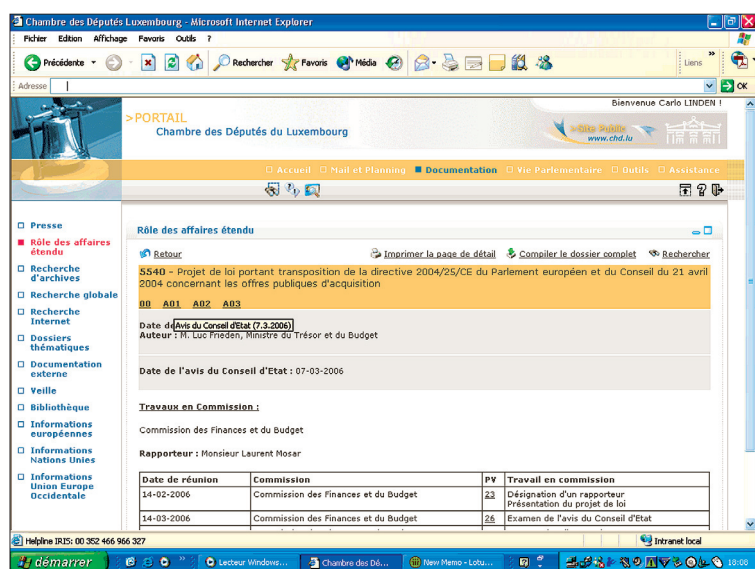 Chambre des Députés Luxembourg - Microsoft Internet Explorer
Fichier Edition Affichage Favoris Outils ?
Précédente Rechercher Favoris Média Liens
Adresse OK
Bienvenue Carlo LINDEN !
>PORTAIL
Chambre des Députés du Luxembourg
>Site Public
www.chd.lu
Accueil Mail et Planning Documentation Vie Parlementaire Outils Assistance
Presse
Rôle des affaires
étendu
Recherche
d'archives
Recherche globale
Recherche
Internet
Dossiers
thématiques
Documentation
externe
Veille
Bibliothèque
Informations
européennes
Informations
Nations Unies
Informations
Union Europe
Occidentale
Rôle des affaires étendu
Retour Imprimer la page de détail Compiler le dossier complet Rechercher
5540 - Projet de loi portant transposition de la directive 2004/25/CE du Parlement européen et du Conseil du 21 avril
2004 concernant les offres publiques d'acquisition
00 A01 A02 A03
Date d Avis du Conseil d'Etat (7.3.2006)
Auteur : M. Luc Frieden, Ministre du Trésor et du Budget
Date de l'avis du Conseil d'Etat : 07-03-2006
Travaux en Commission :
Commission des Finances et du Budget
Rapporteur : Monsieur Laurent Mosar
Date de réunion Commission PV Travail en commission
14-02-2006 Commission des Finances et du Budget 23 Désignation d'un rapporteur
Présentation du projet de loi
14-03-2006 Commission des Finances et du Budget 26 Examen de l'avis du Conseil d'Etat
Helpline IRIS: 00 352 466 966 327 Intranet local
démarrer Lecteur Windows... Chambre des Dé... New Memo - Lotu... 18:08